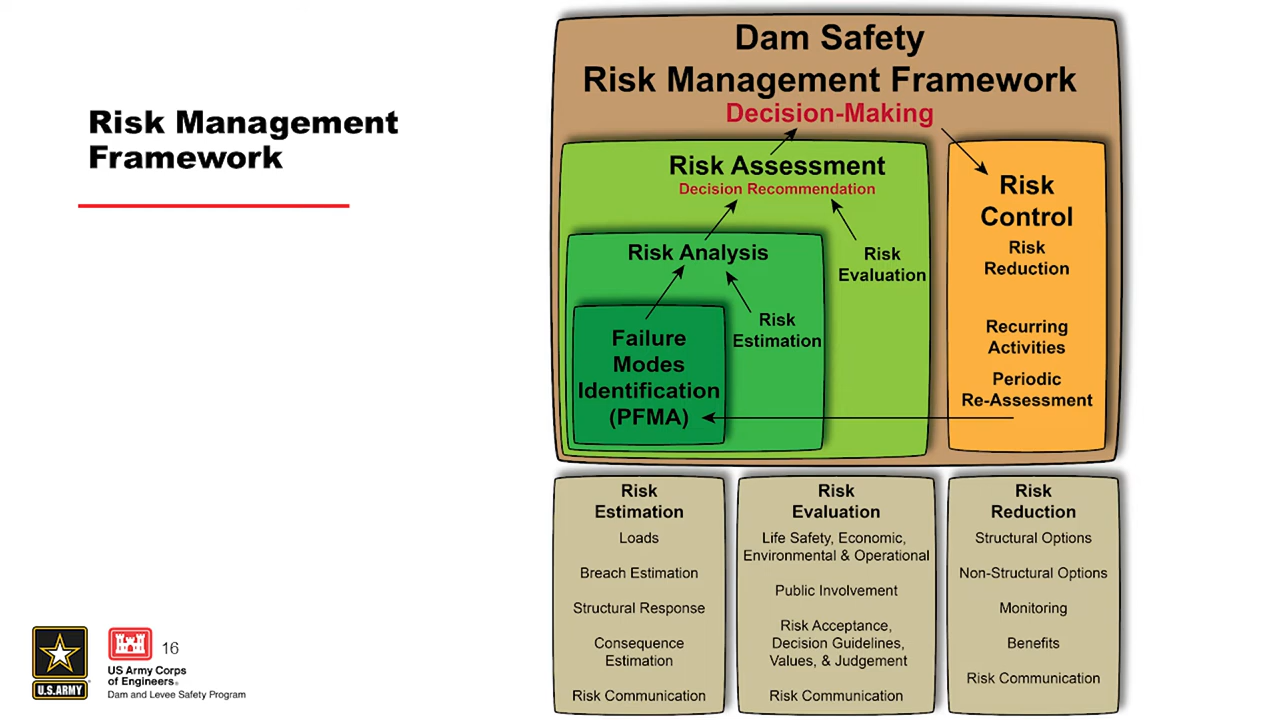 Risk Management
Framework
Dam Safety
Risk Management Framework
Decision-Making
Risk Assessment
Decision Recommendation
Risk Analysis
Risk
Evaluation
Risk
Estimation
Failure
Modes
Identification
(PFMA)
Risk
Control
Risk
Reduction
Recurring
Activities
Periodic
Re-Assessment
Risk
Estimation
Loads
Breach Estimation
Structural Response
Consequence
Estimation
Risk Communication
Risk
Evaluation
Life Safety, Economic,
Environmental & Operational
Public Involvement
Risk Acceptance,
Decision Guidelines,
Values, & Judgement
Risk Communication
Risk
Reduction
Structural Options
Non-Structural Options
Monitoring
Benefits
Risk Communication
U.S.ARMY
16
US Army Corps
of Engineers®
Dam and Levee Safety Program